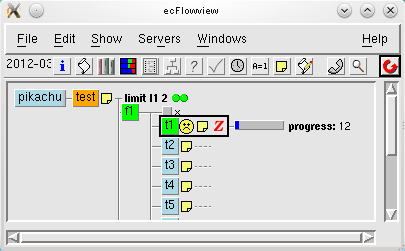 ecFlowview
File Edit Show Servers Windows Help
2012-03- A=1
pikachu test limit l1 2
f1
t1 Z progress: 12
t2
t3
t4
t5